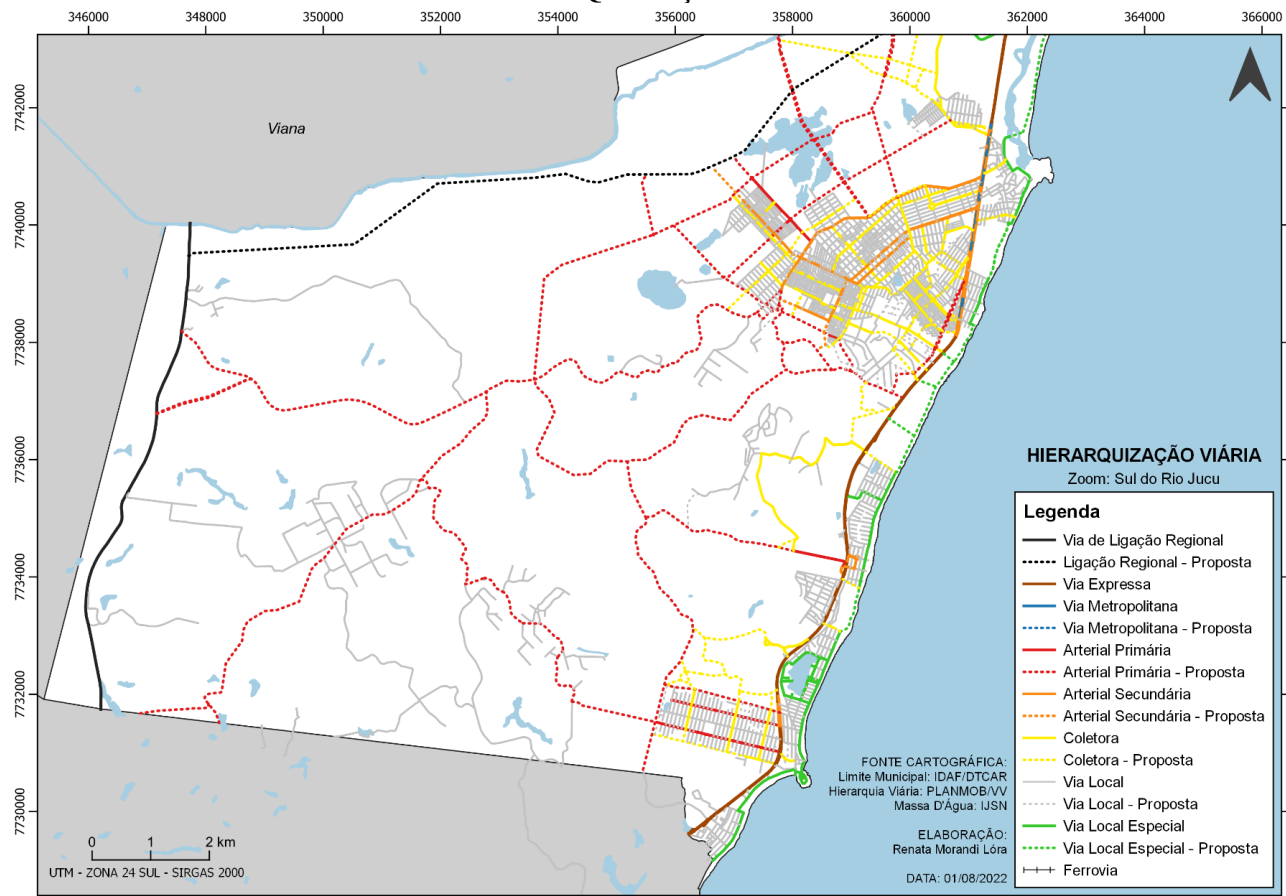 346000 348000 350000 352000 354000 356000 358000 360000 362000 364000 366000
7742000
7740000
7738000
7736000
7734000
7732000
7730000
Viana
HIERARQUIZAÇÃO VIÁRIA
Zoom: Sul do Rio Jucu
Legenda
Via de Ligação Regional
Ligação Regional - Proposta
Via Expressa
Via Metropolitana
Via Metropolitana - Proposta
Arterial Primária
Arterial Primária - Proposta
Arterial Secundária
Arterial Secundária - Proposta
Coletora
Coletora - Proposta
Via Local
Via Local - Proposta
Via Local Especial
Via Local Especial - Proposta
Ferrovia
FONTE CARTOGRÁFICA:
Limite Municipal: IDAF/DTCAR
Hierarquia Viária: PLANMOB/VV
Massa D'Água: IJSN
ELABORAÇÃO:
Renata Morandi Lóra
DATA: 01/08/2022
0 1 2 km
UTM - ZONA 24 SUL - SIRGAS 2000